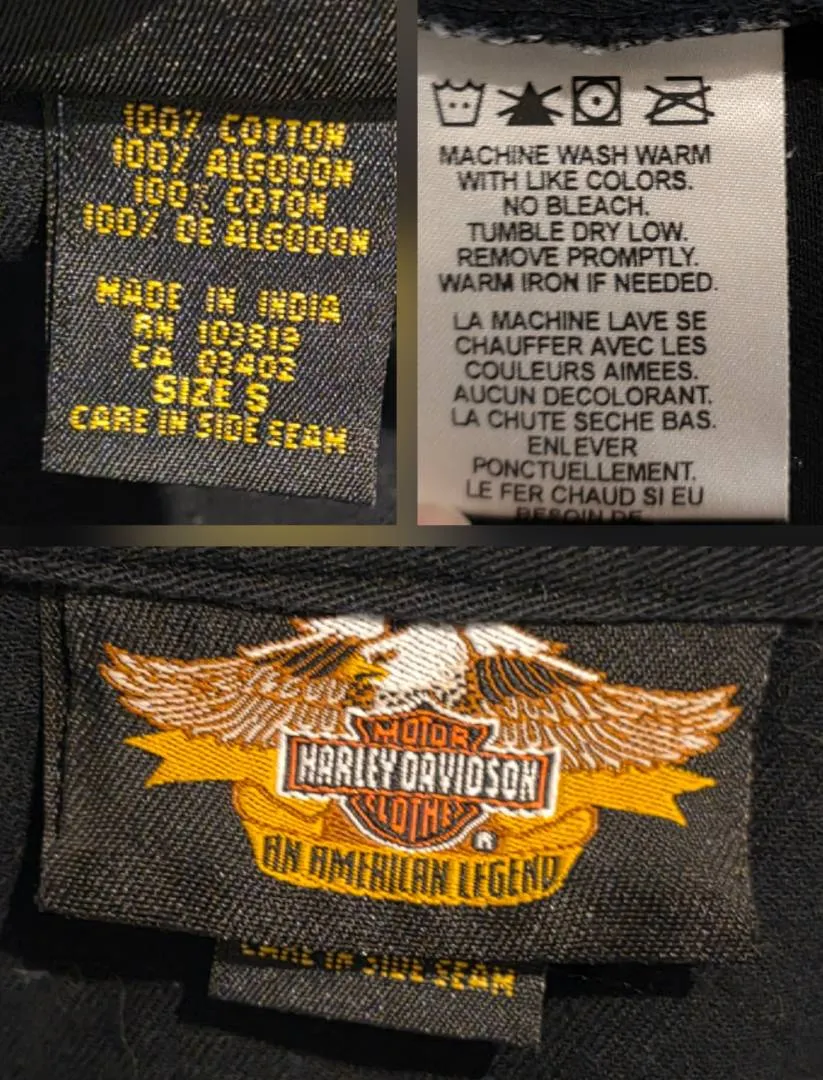 100% COTTON
100% ALGODON
100% COTON
100% DE ALGODON
MADE IN INDIA
RN 103819
CA 03402
SIZE S
CARE IN SIDE SEAM
MACHINE WASH WARM
WITH LIKE COLORS.
NO BLEACH.
TUMBLE DRY LOW.
REMOVE PROMPTLY.
WARM IRON IF NEEDED.
LA MACHINE LAVE SE
CHAUFFER AVEC LES
COULEURS AIMEES.
AUCUN DECOLORANT.
LA CHUTE SECHE BAS.
ENLEVER
PONCTUELLEMENT.
LE FER CHAUD SI EU
BESOIN DE
MOTOR
HARLEY-DAVIDSON
CLOTHES
®
AN AMERICAN LEGEND
CARE IN SIDE SEAM